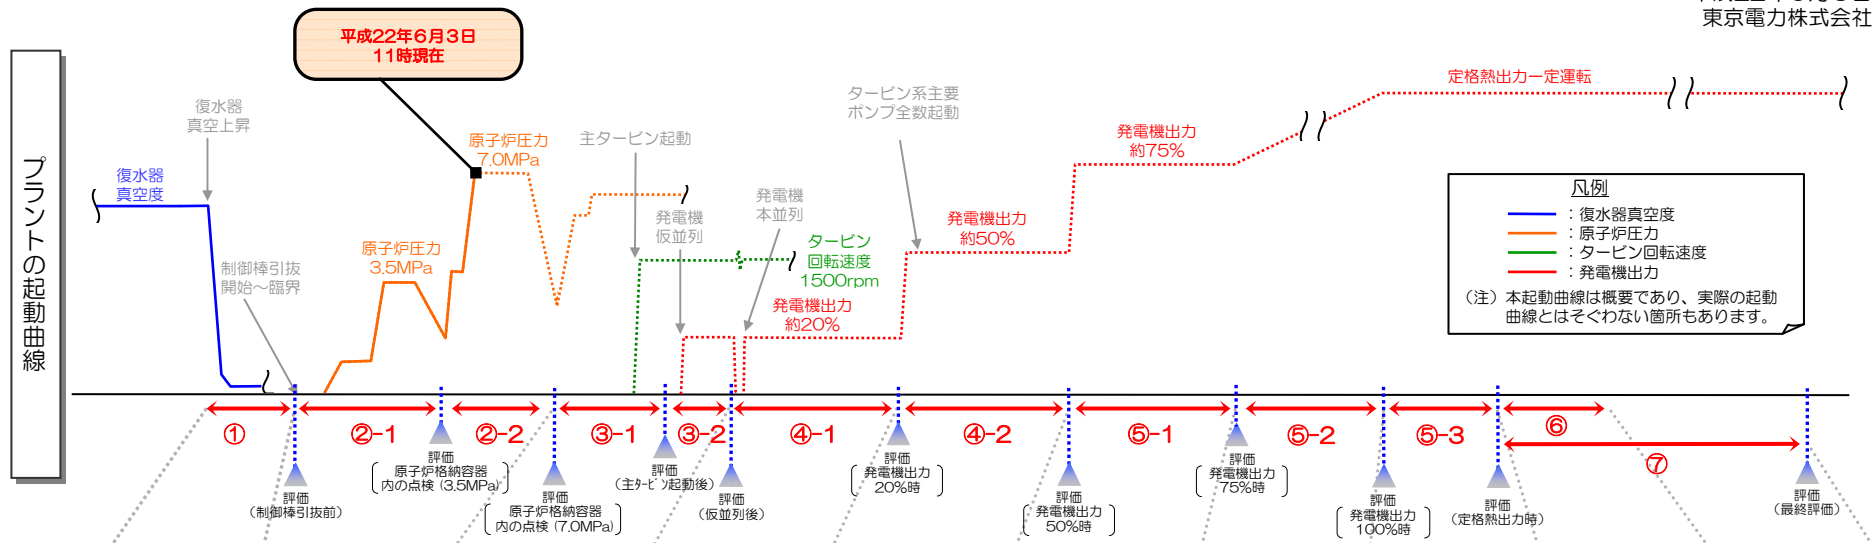 東京電力株式会社
平成22年6月3日
11時現在
プラントの起動曲線
復水器
真空上昇
復水器
真空度
制御棒引抜
開始～臨界
原子炉圧力
3.5MPa
原子炉圧力
7.0MPa
主タービン起動
発電機
仮並列
発電機
本並列
タービン
回転速度
1500rpm
発電機出力
約20%
タービン系主要
ポンプ全数起動
発電機出力
約50%
発電機出力
約75%
定格熱出力一定運転
凡例
：復水器真空度
：原子炉圧力
：タービン回転速度
：発電機出力
（注）本起動曲線は概要であり、実際の起動
曲線とはそぐわない箇所もあります。
①
②-1
②-2
③-1
③-2
④-1
④-2
⑤-1
⑤-2
⑤-3
⑥
⑦
評価
（制御棒引抜前）
評価
原子炉格納容器
内の点検（3.5MPa）
評価
原子炉格納容器
内の点検（7.0MPa）
評価
（主タービン起動後）
評価
（仮並列後）
評価
発電機出力
20%時
評価
発電機出力
50%時
評価
発電機出力
75%時
評価
発電機出力
100%時
評価
（定格熱出力時）
評価
（最終評価）